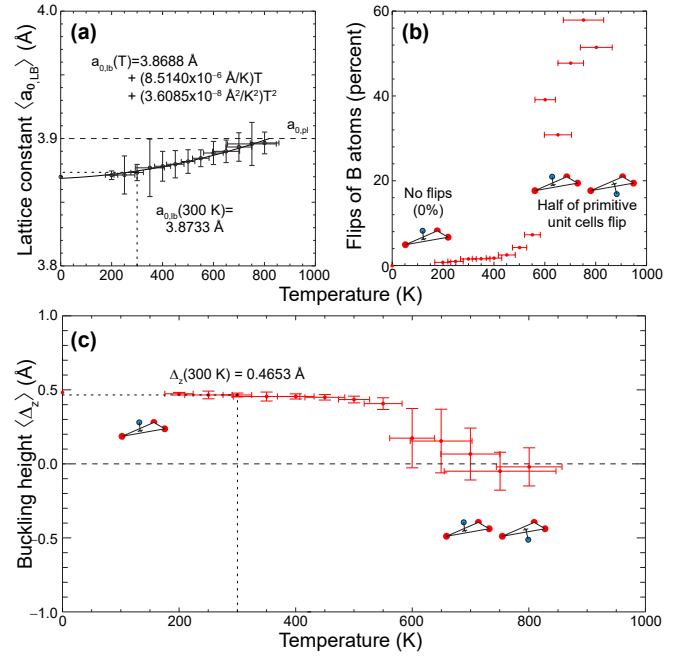 (a)
a₀,lb(T)=3.8688 Å
+ (8.5140x10⁻⁶ Å/K)T
+ (3.6085x10⁻⁸ Å²/K²)T²
a₀,pl
a₀,lb(300 K)=
3.8733 Å
Lattice constant ⟨a₀,LB⟩ (Å)
4.0
3.9
3.8
0 200 400 600 800 1000
Temperature (K)
(b)
Flips of B atoms (percent)
60
40
20
0
No flips
(0%)
Half of primitive
unit cells flip
0 200 400 600 800 1000
Temperature (K)
(c)
Δz(300 K) = 0.4653 Å
Buckling height ⟨Δz⟩ (Å)
1.0
0.5
0.0
−0.5
−1.0
0 200 400 600 800 1000
Temperature (K)